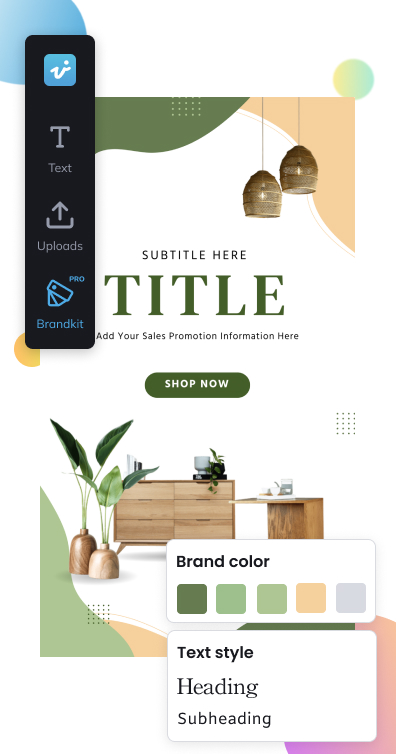 Text
Uploads
PRO
Brandkit
SUBTITLE HERE
TITLE
Add Your Sales Promotion Information Here
SHOP NOW
Brand color
Text style
Heading
Subheading